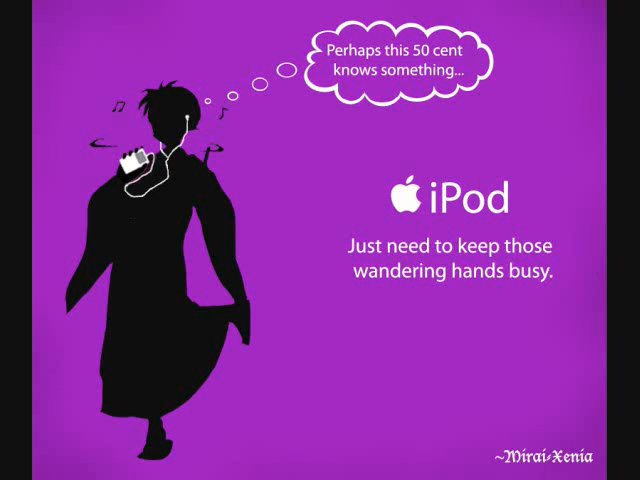 Perhaps this 50 cent
knows something...
iPod
Just need to keep those
wandering hands busy.
~Mirai-Xenia